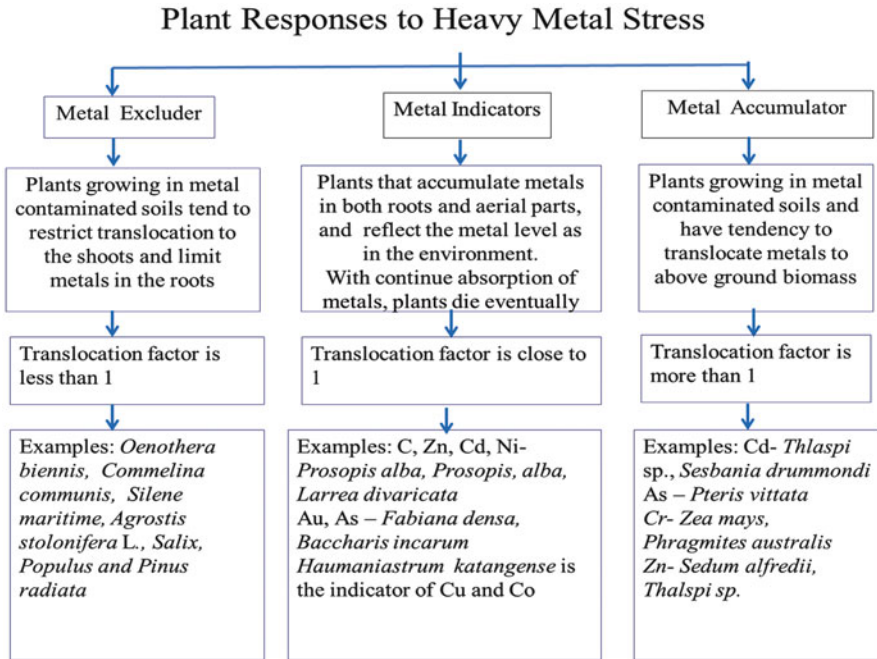 Plant Responses to Heavy Metal Stress
Metal Excluder
Metal Indicators
Metal Accumulator
Plants growing in metal
contaminated soils tend to
restrict translocation to
the shoots and limit
metals in the roots
Plants that accumulate metals
in both roots and aerial parts,
and reflect the metal level as
in the environment.
With continue absorption of
metals, plants die eventually
Plants growing in metal
contaminated soils and
have tendency to
translocate metals to
above ground biomass
Translocation factor is
less than 1
Translocation factor is close to
1
Translocation factor is
more than 1
Examples: Oenothera
biennis, Commelina
communis, Silene
maritime, Agrostis
stolonifera L., Salix,
Populus and Pinus
radiata
Examples: C, Zn, Cd, Ni-
Prosopis alba, Prosopis, alba,
Larrea divaricata
Au, As – Fabiana densa,
Baccharis incarum
Haumaniastrum katangense is
the indicator of Cu and Co
Examples: Cd- Thlaspi
sp., Sesbania drummondi
As – Pteris vittata
Cr- Zea mays,
Phragmites australis
Zn- Sedum alfredii,
Thalspi sp.